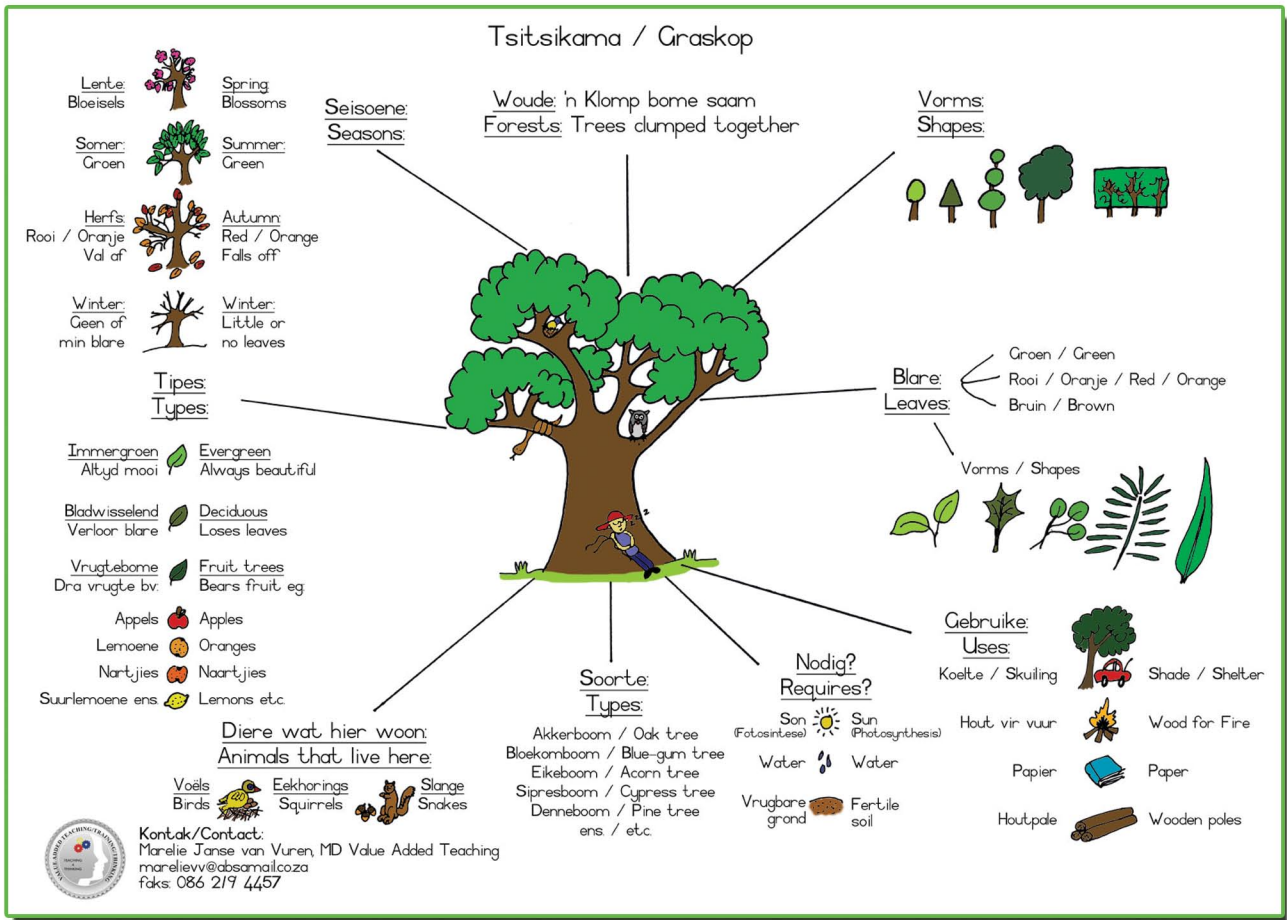 Tsitsikama / Graskop
Lente:
Bloeisels
Spring:
Blossoms
Somer:
Groen
Summer:
Green
Herfs:
Rooi / Oranje
Val af
Autumn:
Red / Orange
Falls off
Winter:
Geen of
min blare
Winter:
Little or
no leaves
Seisoene:
Seasons:
Woude: 'n Klomp bome saam
Forests: Trees clumped together
Vorms:
Shapes:
Blare:
Leaves:
Groen / Green
Rooi / Oranje / Red / Orange
Bruin / Brown
Vorms / Shapes
Tipes:
Types:
Immergroen
Altyd mooi
Evergreen
Always beautiful
Bladwisselend
Verloor blare
Deciduous
Loses leaves
Vrugtebome
Dra vrugte bv:
Fruit trees
Bears fruit eg:
Appels Apples
Lemoene Oranges
Nartjies Naartjies
Suurlemoene ens. Lemons etc.
zzz
Diere wat hier woon:
Animals that live here:
Voëls
Birds
Eekhorings
Squirrels
Slange
Snakes
Soorte:
Types:
Akkerboom / Oak tree
Bloekomboom / Blue-gum tree
Eikeboom / Acorn tree
Sipresboom / Cypress tree
Denneboom / Pine tree
ens. / etc.
Nodig?
Requires?
Son
(Fotosintese)
Sun
(Photosynthesis)
Water Water
Vrugbare
grond
Fertile
soil
Gebruike:
Uses:
Koelte / Skuiling Shade / Shelter
Hout vir vuur Wood for Fire
Papier Paper
Houtpale Wooden poles
VALUE ADDED TEACHING/TRAINING/THINKING
TEACHING
THINKING
Kontak/Contact:
Marelie Janse van Vuren, MD Value Added Teaching
marelievv@absamail.co.za
faks: 086 219 4457